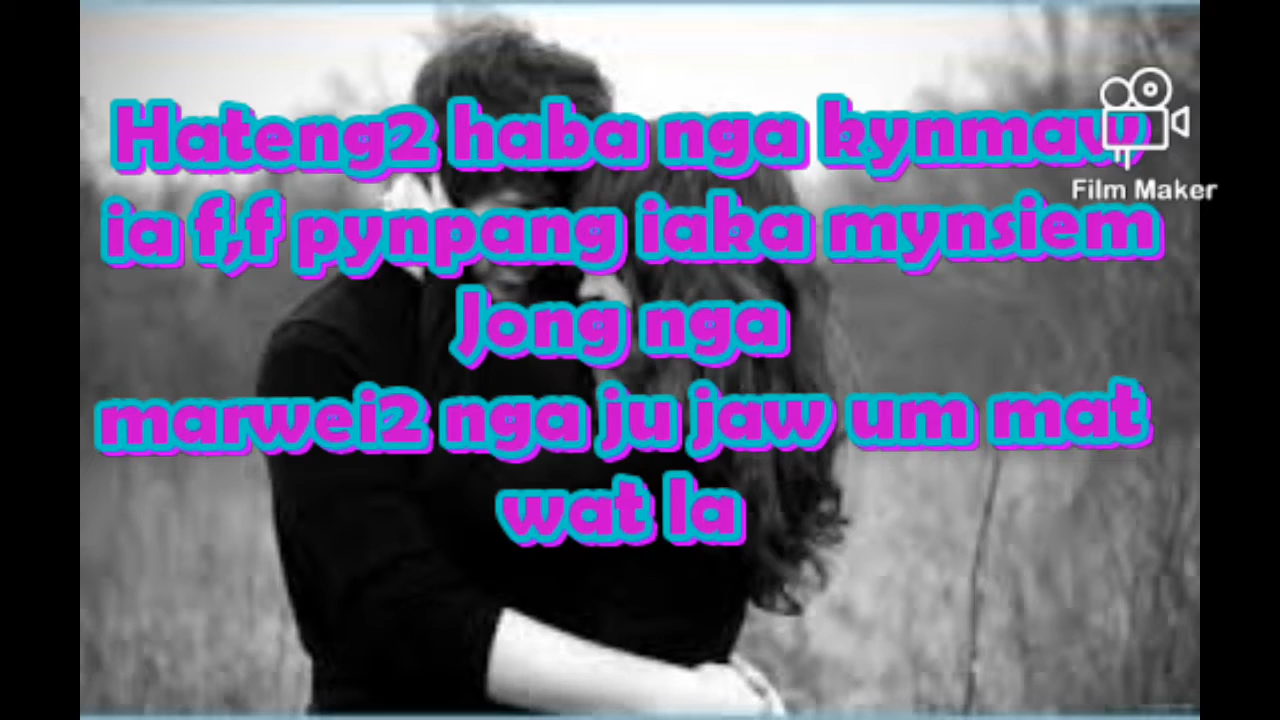 Hateng2 haba nga kynmaw
Film Maker
ia f,f pynpang iaka mynsiem
Jong nga
marwei2 nga ju jaw um mat
wat la